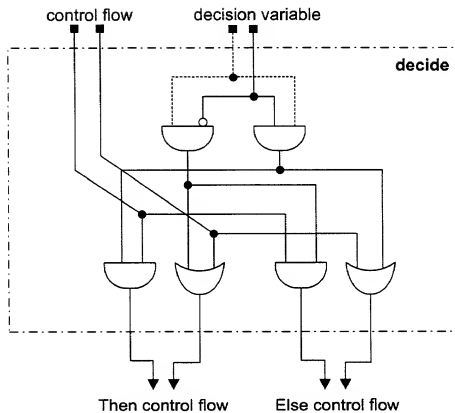 control flow
decision variable
decide
Then control flow
Else control flow